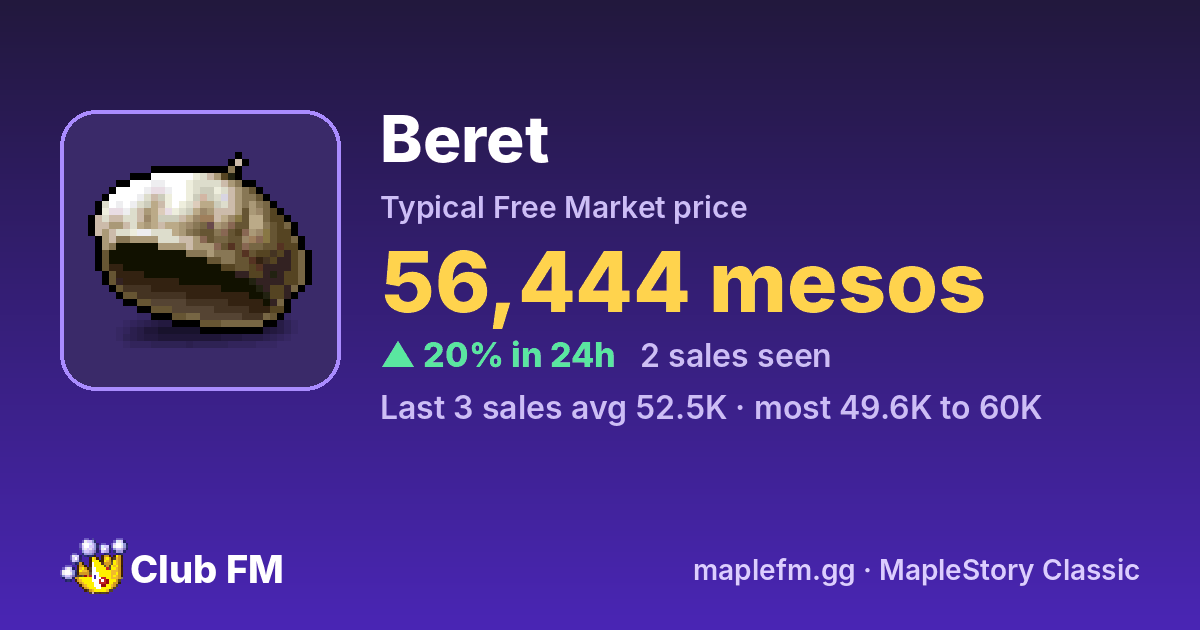 Beret
Typical Free Market price
56,444 mesos
▲ 20% in 24h 2 sales seen
Last 3 sales avg 52.5K · most 49.6K to 60K
Club FM
maplefm.gg · MapleStory Classic